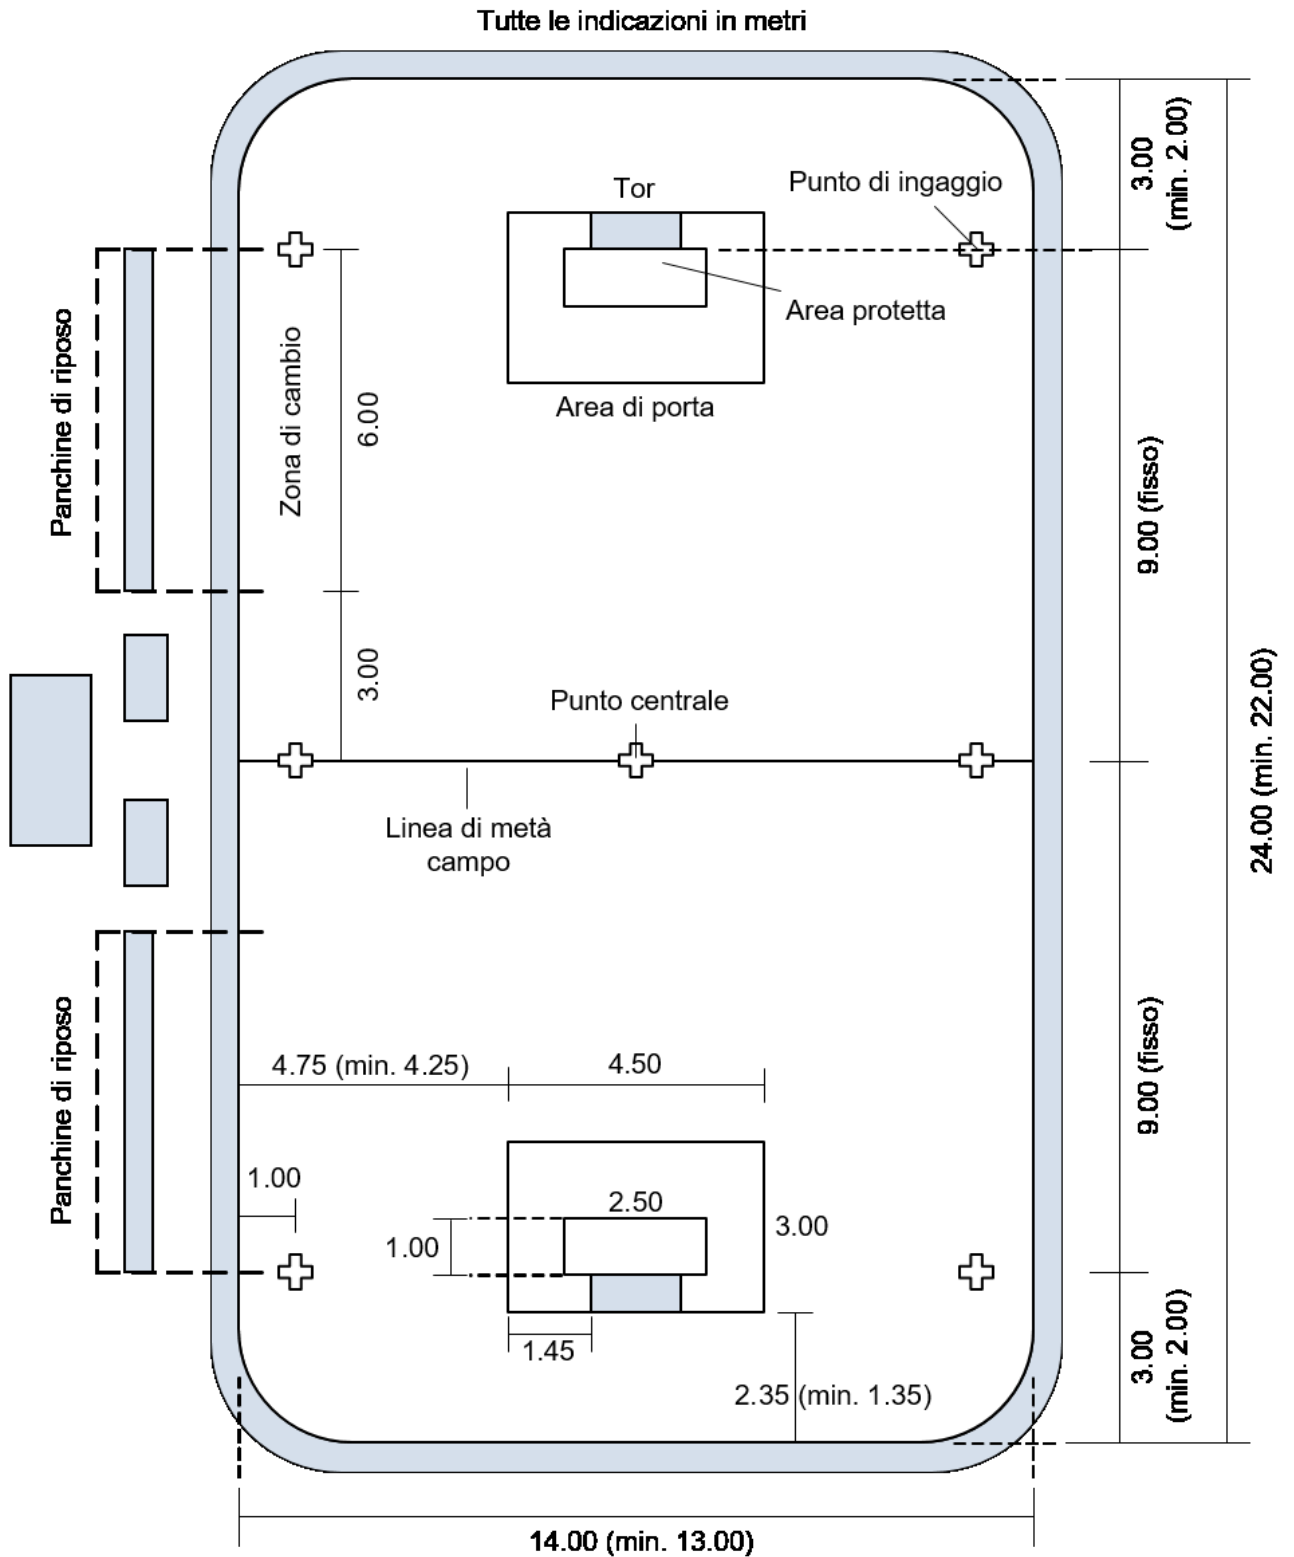 Tutte le indicazioni in metri
3.00
(min. 2.00)
Tor
Punto di ingaggio
Area protetta
Area di porta
Panchine di riposo
Zona di cambio
6.00
9.00 (fisso)
3.00
Punto centrale
24.00 (min. 22.00)
Linea di metà
campo
Panchine di riposo
4.75 (min. 4.25)
4.50
9.00 (fisso)
1.00
2.50
3.00
1.00
1.45
2.35 (min. 1.35)
3.00
(min. 2.00)
14.00 (min. 13.00)